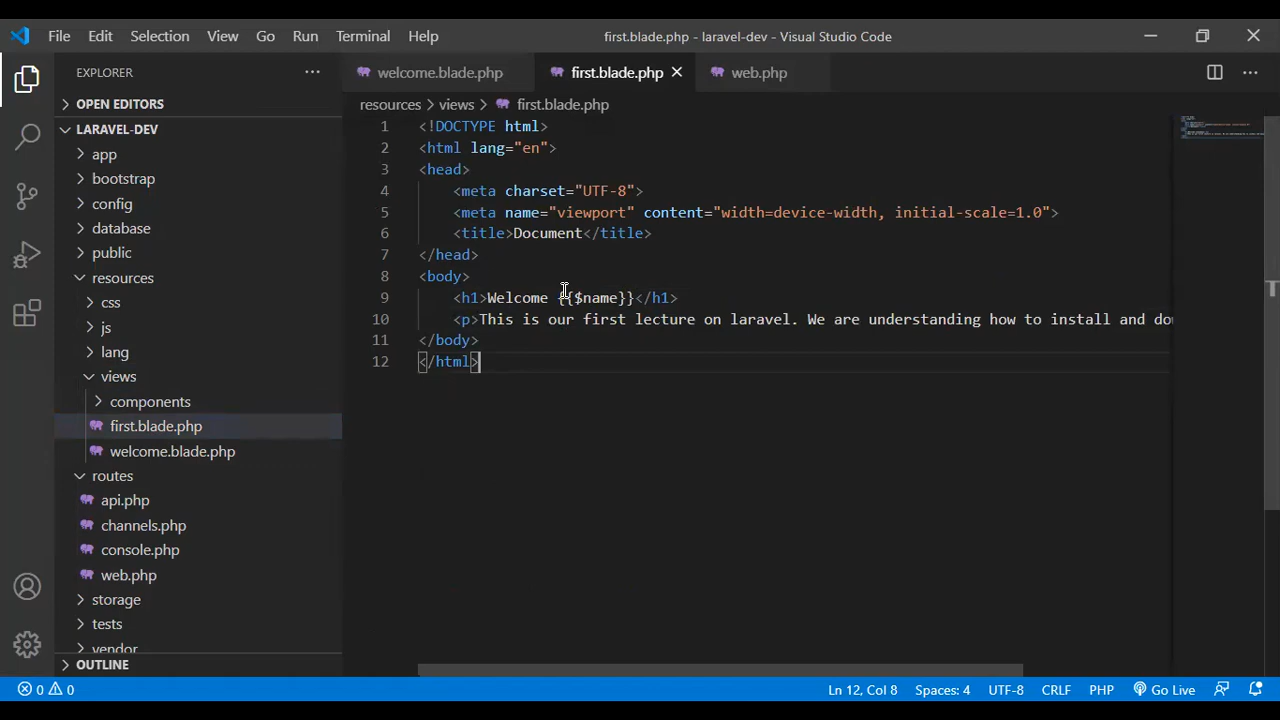 File Edit Selection View Go Run Terminal Help first.blade.php - laravel-dev - Visual Studio Code
EXPLORER
OPEN EDITORS
LARAVEL-DEV
app
bootstrap
config
database
public
resources
css
js
lang
views
components
first.blade.php
welcome.blade.php
routes
api.php
channels.php
console.php
web.php
storage
tests
vendor
OUTLINE
welcome.blade.php first.blade.php web.php
resources > views > first.blade.php
1 <!DOCTYPE html>
2 <html lang="en">
3 <head>
4 <meta charset="UTF-8">
5 <meta name="viewport" content="width=device-width, initial-scale=1.0">
6 <title>Document</title>
7 </head>
8 <body>
9 <h1>Welcome {{$name}}</h1>
10 <p>This is our first lecture on laravel. We are understanding how to install and
11 </body>
12 </html>
0 0 Ln 12, Col 8 Spaces: 4 UTF-8 CRLF PHP Go Live